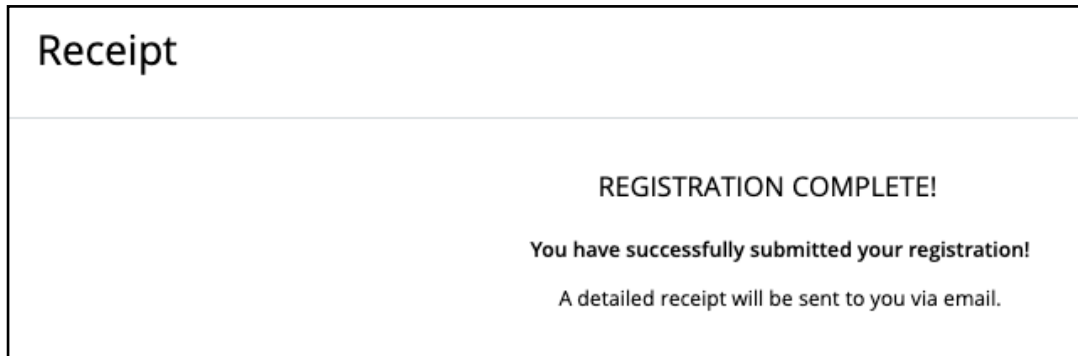 Receipt
REGISTRATION COMPLETE!
You have successfully submitted your registration!
A detailed receipt will be sent to you via email.